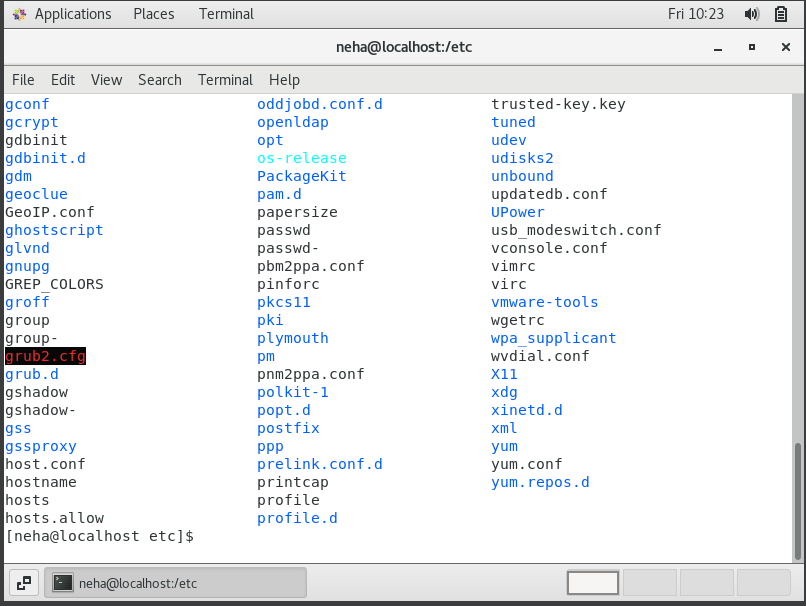 Applications Places Terminal Fri 10:23
neha@localhost:/etc
File Edit View Search Terminal Help
gconf oddjobd.conf.d trusted-key.key
gcrypt openldap tuned
gdbinit opt udev
gdbinit.d os-release udisks2
gdm PackageKit unbound
geoclue pam.d updatedb.conf
GeoIP.conf papersize UPower
ghostscript passwd usb_modeswitch.conf
glvnd passwd- vconsole.conf
gnupg pbm2ppa.conf vimrc
GREP_COLORS pinforc virc
groff pkcs11 vmware-tools
group pki wgetrc
group- plymouth wpa_supplicant
grub2.cfg pm wvdial.conf
grub.d pnm2ppa.conf X11
gshadow polkit-1 xdg
gshadow- popt.d xinetd.d
gss postfix xml
gssproxy ppp yum
host.conf prelink.conf.d yum.conf
hostname printcap yum.repos.d
hosts profile
hosts.allow profile.d
[neha@localhost etc]$
neha@localhost:/etc